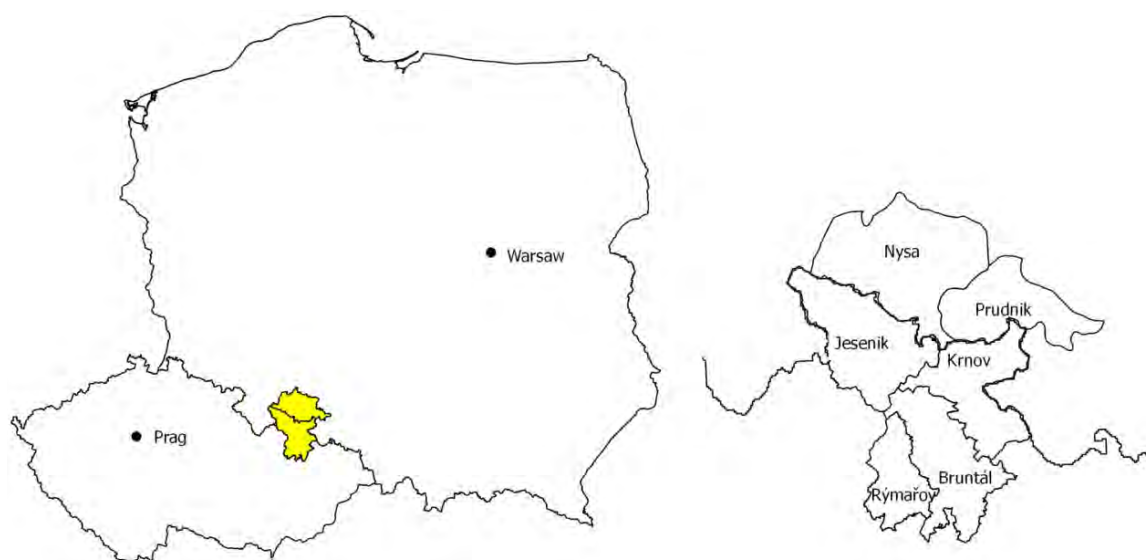 Warsaw
Prag
Nysa
Prudnik
Jesenik
Krnov
Bruntál
Rýmařov